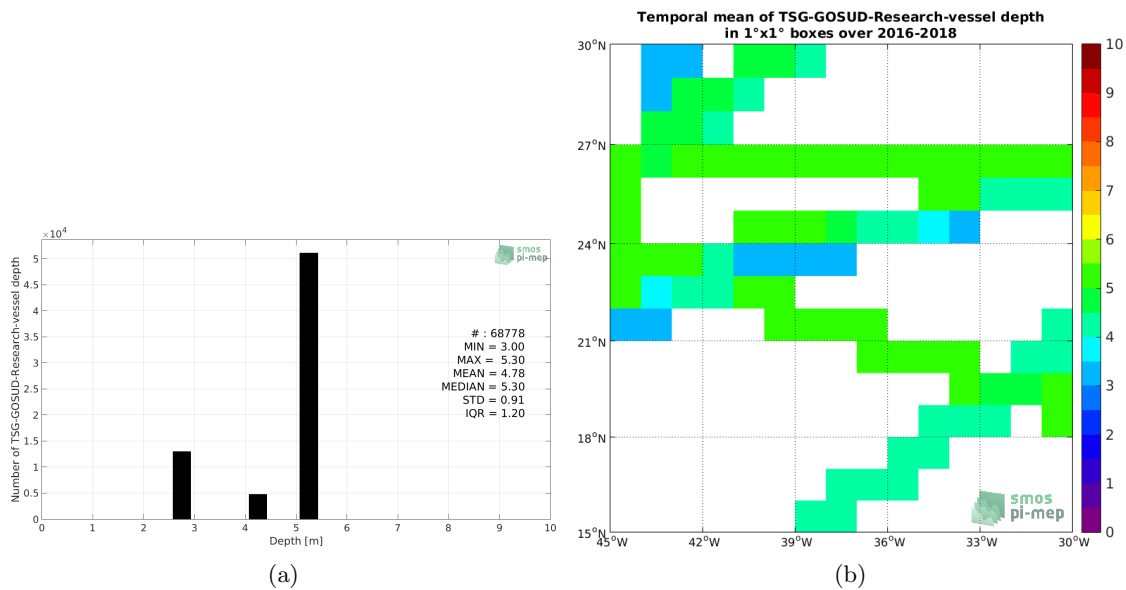 Temporal mean of TSG-GOSUD-Research-vessel depth
in 1°x1° boxes over 2016-2018
×10⁴
Number of TSG-GOSUD-Research-vessel depth
5
4.5
4
3.5
3
2.5
2
1.5
1
0.5
0
smos
pi-mep
# : 68778
MIN = 3.00
MAX = 5.30
MEAN = 4.78
MEDIAN = 5.30
STD = 0.91
IQR = 1.20
0 1 2 3 4 5 6 7 8 9 10
Depth [m]
(a)
30°N
27°N
24°N
21°N
18°N
15°N
45°W 42°W 39°W 36°W 33°W 30°W
smos
pi-mep
10
9
8
7
6
5
4
3
2
1
0
(b)